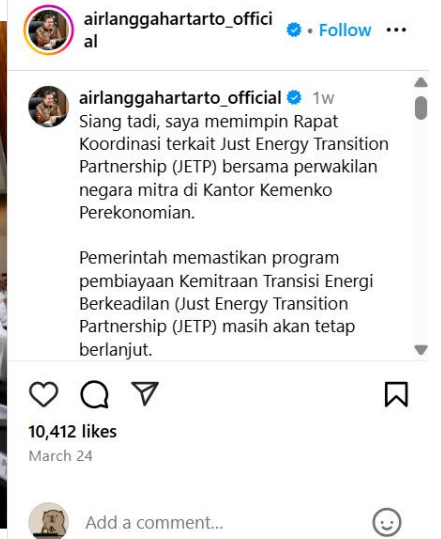 airlanggahartarto_offici
al
• Follow
airlanggahartarto_official 1w
Siang tadi, saya memimpin Rapat
Koordinasi terkait Just Energy Transition
Partnership (JETP) bersama perwakilan
negara mitra di Kantor Kemenko
Perekonomian.
Pemerintah memastikan program
pembiayaan Kemitraan Transisi Energi
Berkeadilan (Just Energy Transition
Partnership (JETP) masih akan tetap
berlanjut.
10,412 likes
March 24
Add a comment...